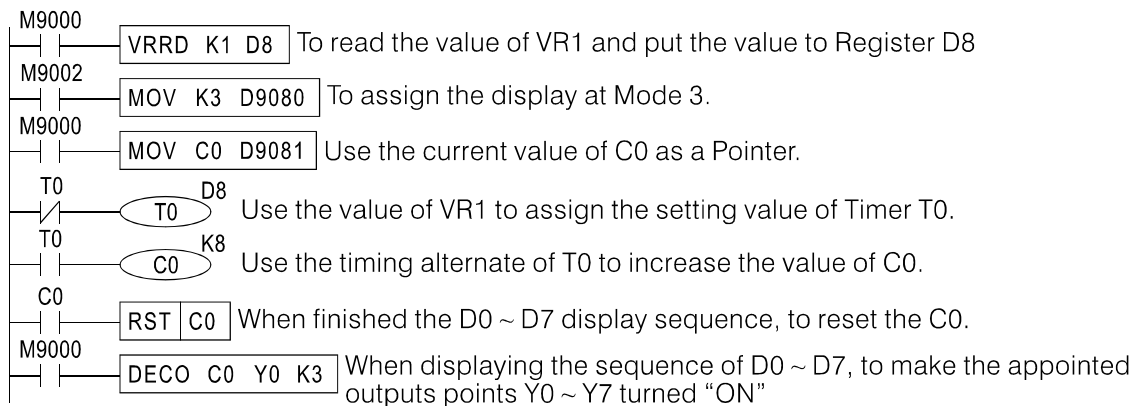 M9000
VRRD K1 D8 To read the value of VR1 and put the value to Register D8
M9002
MOV K3 D9080 To assign the display at Mode 3.
M9000
MOV C0 D9081 Use the current value of C0 as a Pointer.
T0
D8
T0 Use the value of VR1 to assign the setting value of Timer T0.
T0
K8
C0 Use the timing alternate of T0 to increase the value of C0.
C0
RST C0 When finished the D0 ~ D7 display sequence, to reset the C0.
M9000
DECO C0 Y0 K3 When displaying the sequence of D0 ~ D7, to make the appointed
outputs points Y0 ~ Y7 turned “ON”